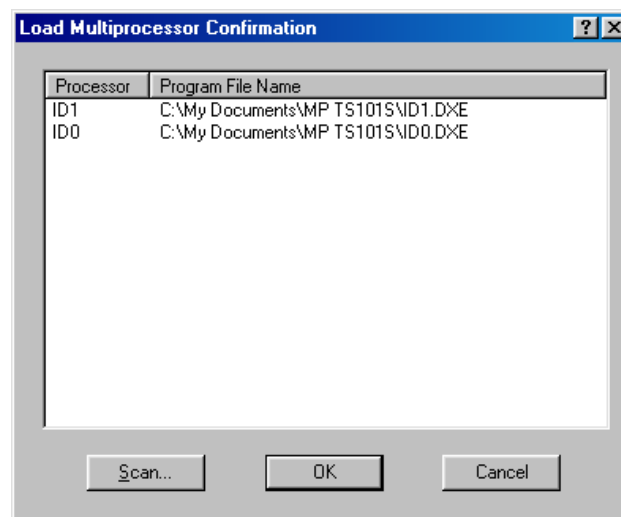 Load Multiprocessor Confirmation ? X
Processor Program File Name
ID1 C:\My Documents\MP TS101S\ID1.DXE
ID0 C:\My Documents\MP TS101S\ID0.DXE
Scan... OK Cancel